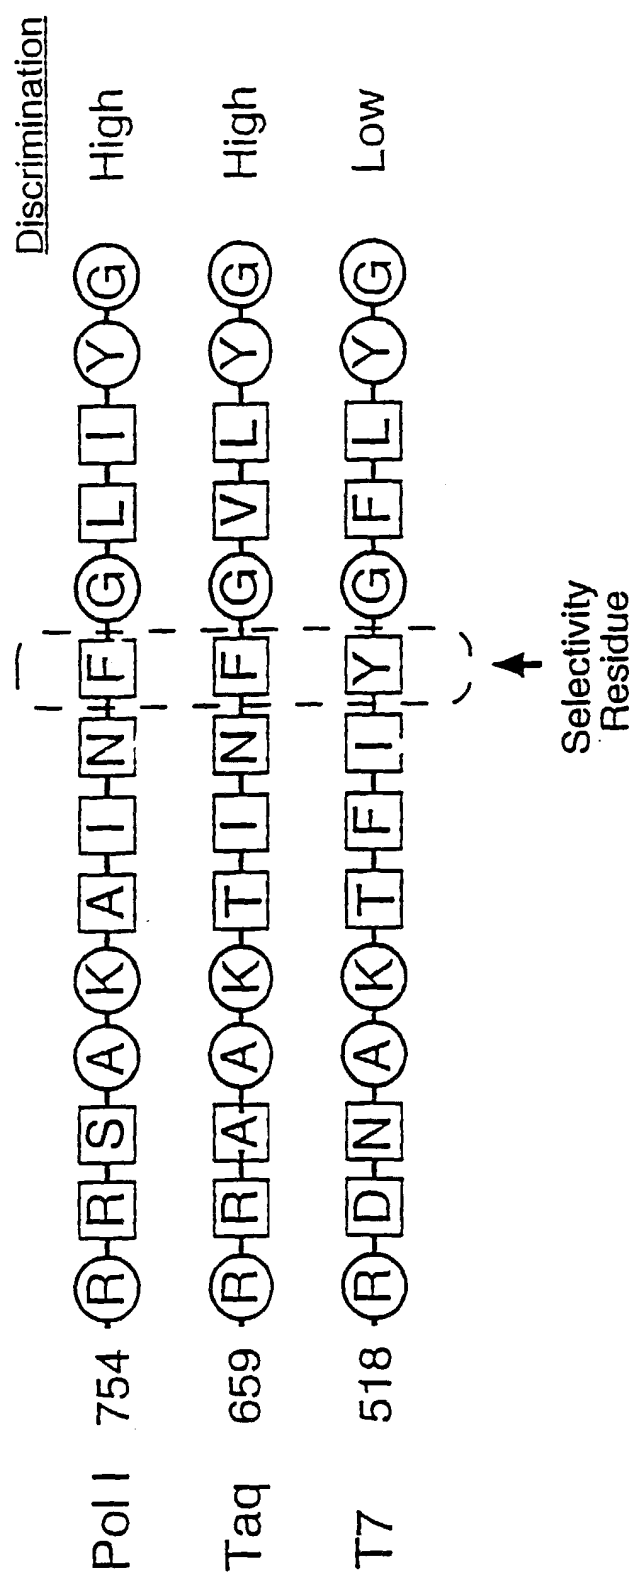 Discrimination
Pol I 754 R R S A K A I N F G L I Y G High
Taq 659 R R A A K T I N F G V L Y G High
T7 518 R D N A K T F I Y G F L Y G Low
Selectivity
Residue